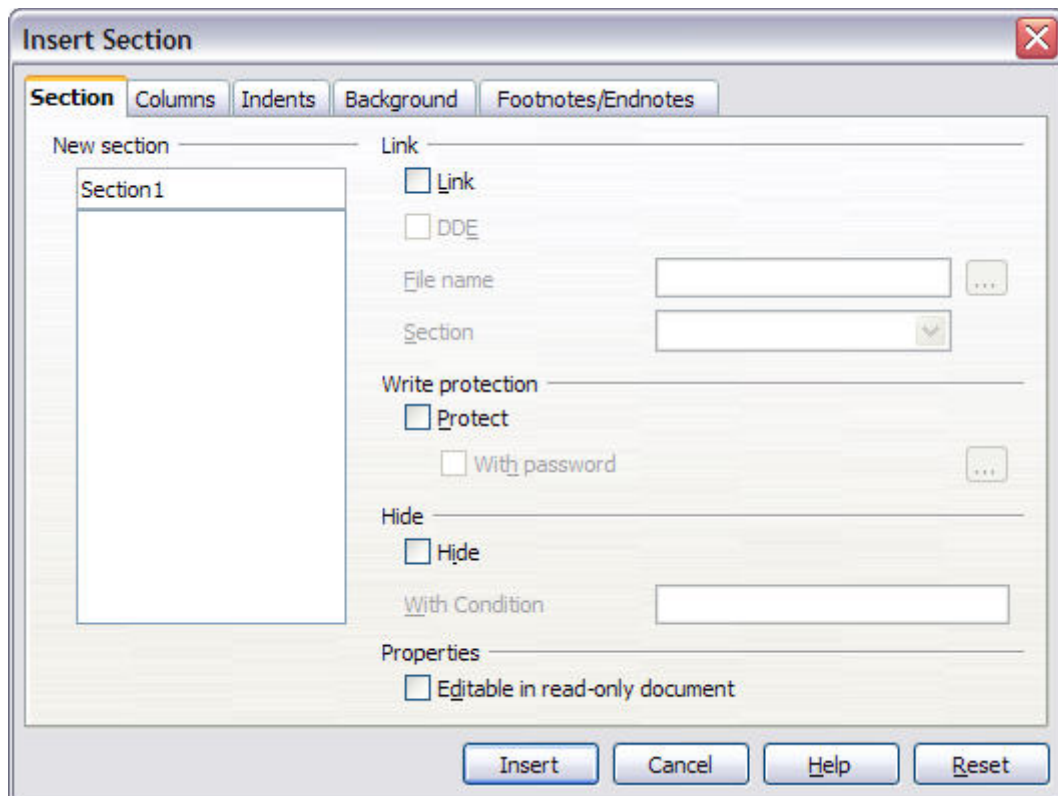 Insert Section
Section Columns Indents Background Footnotes/Endnotes
New section
Section1
Link
Link
DDE
File name ...
Section
Write protection
Protect
With password ...
Hide
Hide
With Condition
Properties
Editable in read-only document
Insert Cancel Help Reset